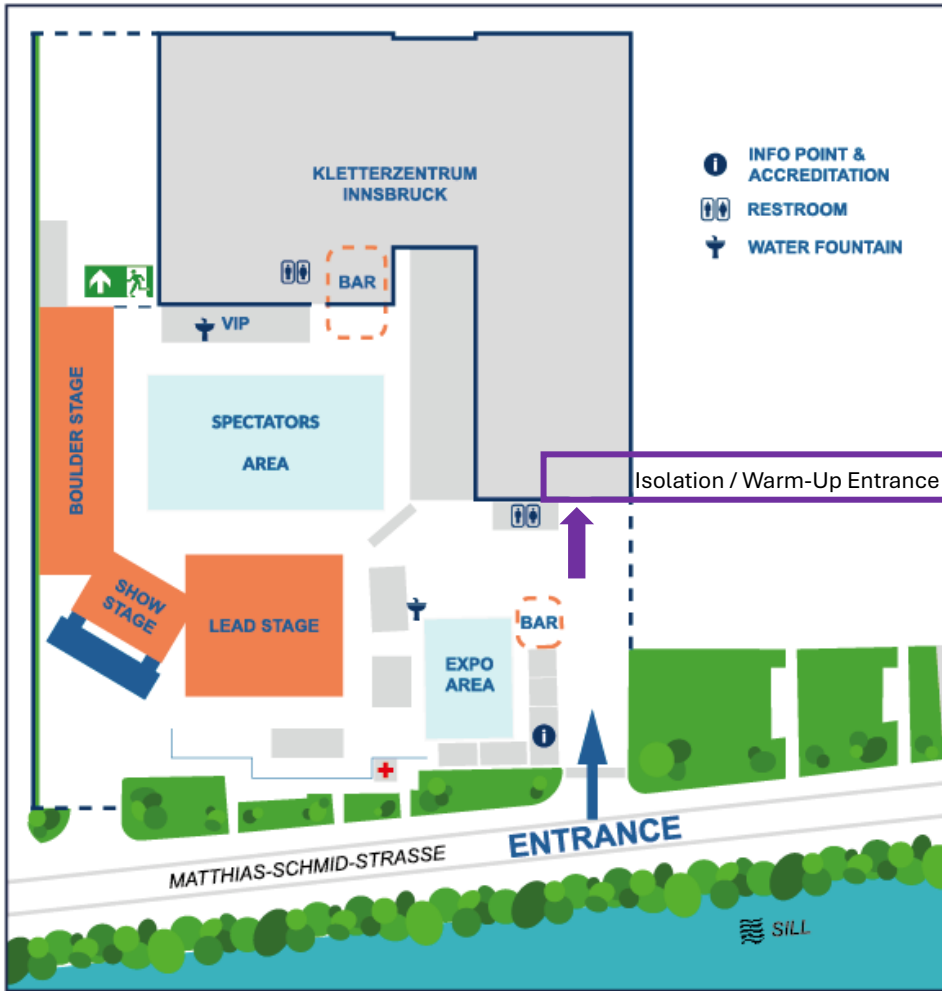 KLETTERZENTRUM
INNSBRUCK
INFO POINT &
ACCREDITATION
RESTROOM
WATER FOUNTAIN
BAR
VIP
BOULDER STAGE
SPECTATORS
AREA
Isolation / Warm-Up Entrance
SHOW
STAGE
LEAD STAGE
BAR
EXPO
AREA
i
ENTRANCE
MATTHIAS-SCHMID-STRASSE
SILL